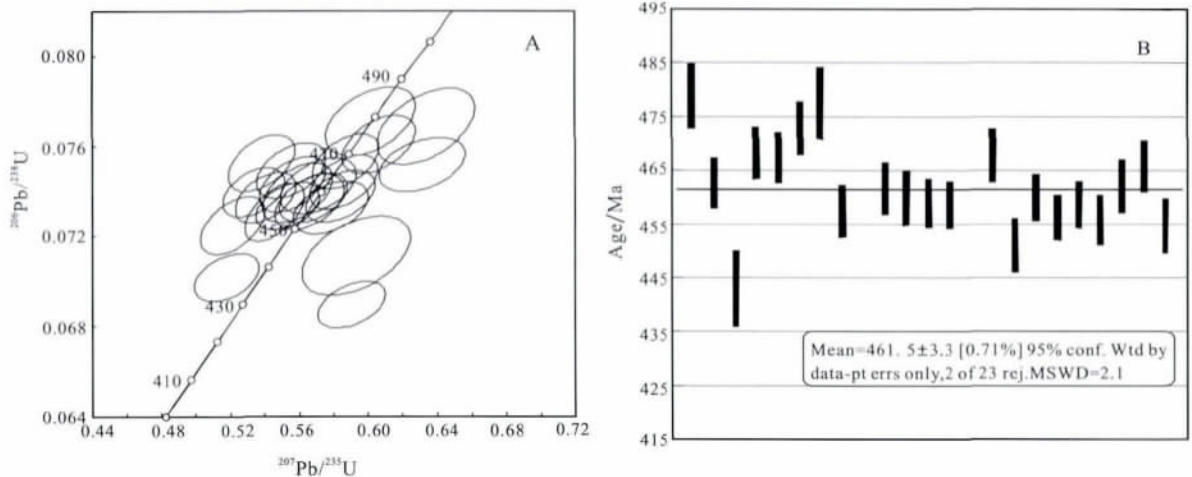 A
0.080
0.076
0.072
0.068
0.064
²⁰⁶Pb/²³⁸U
490
450
430
410
0.44 0.48 0.52 0.56 0.60 0.64 0.68 0.72
²⁰⁷Pb/²³⁵U
B
495
485
475
465
455
445
435
425
415
Age/Ma
Mean=461. 5±3.3 [0.71%] 95% conf. Wtd by
data-pt errs only,2 of 23 rej.MSWD=2.1